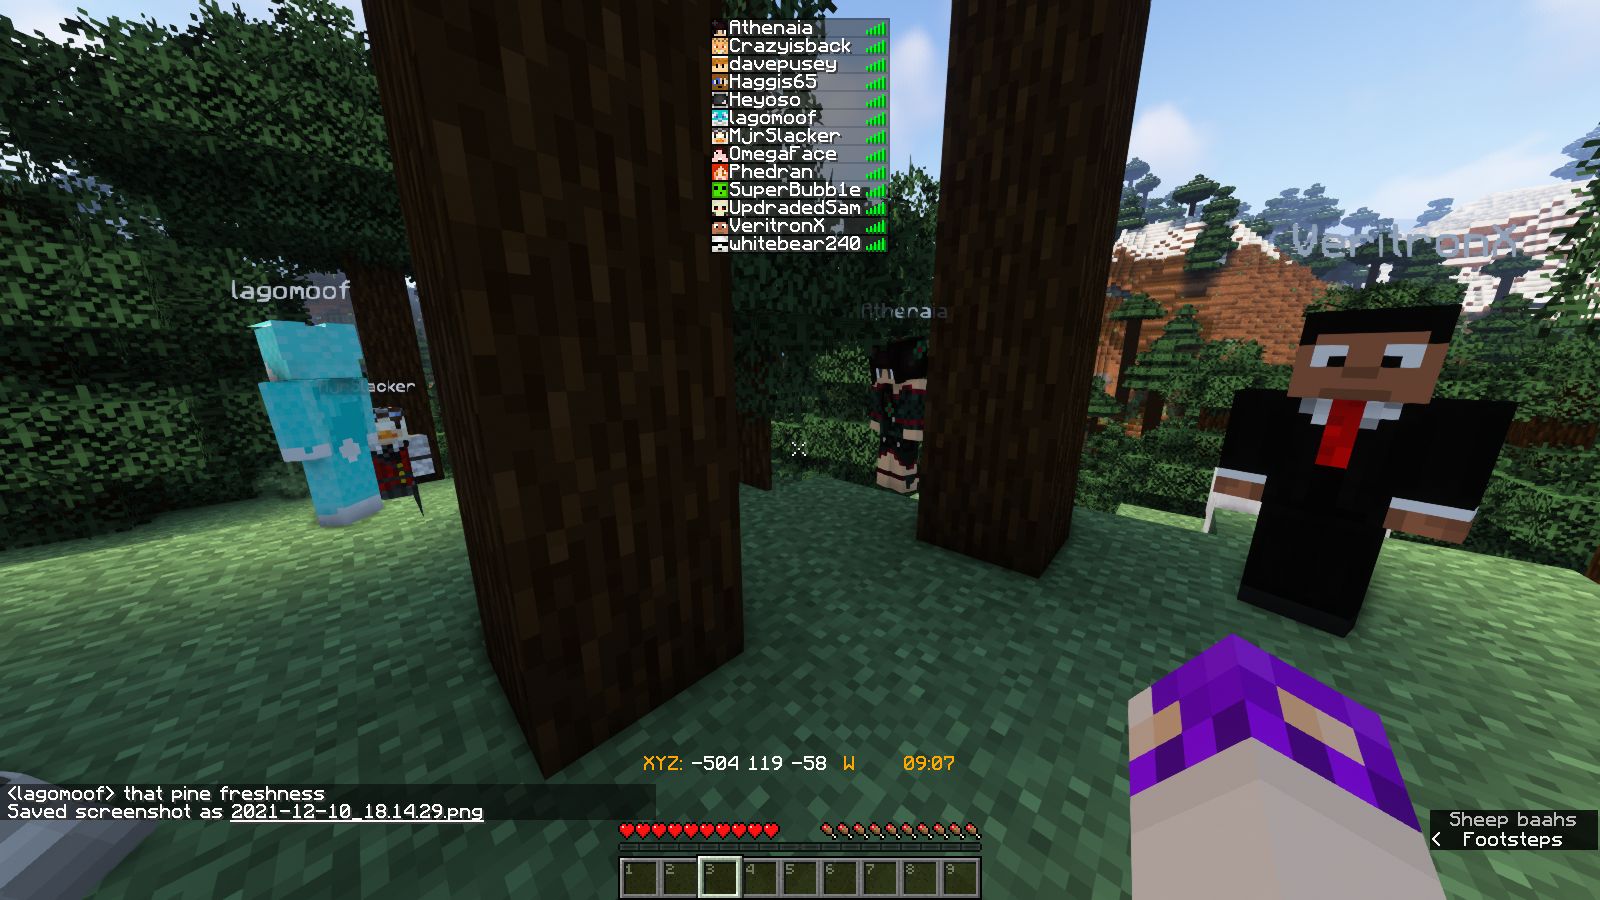 Athenaia
Crazyisback
davepusey
Haggis65
Heyoso
lagomoof
MjrSlacker
OmegaFace
Phedran
SuperBubb1e
UpdradedSam
VeritronX
whitebear240
VeritronX
lagomoof
Athenaia
MjrSlacker
XYZ: -504 119 -58 W 09:07
<lagomoof> that pine freshness
Saved screenshot as 2021-12-10_18.14.29.png
Sheep baahs
< Footsteps
1 2 3 4 5 6 7 8 9